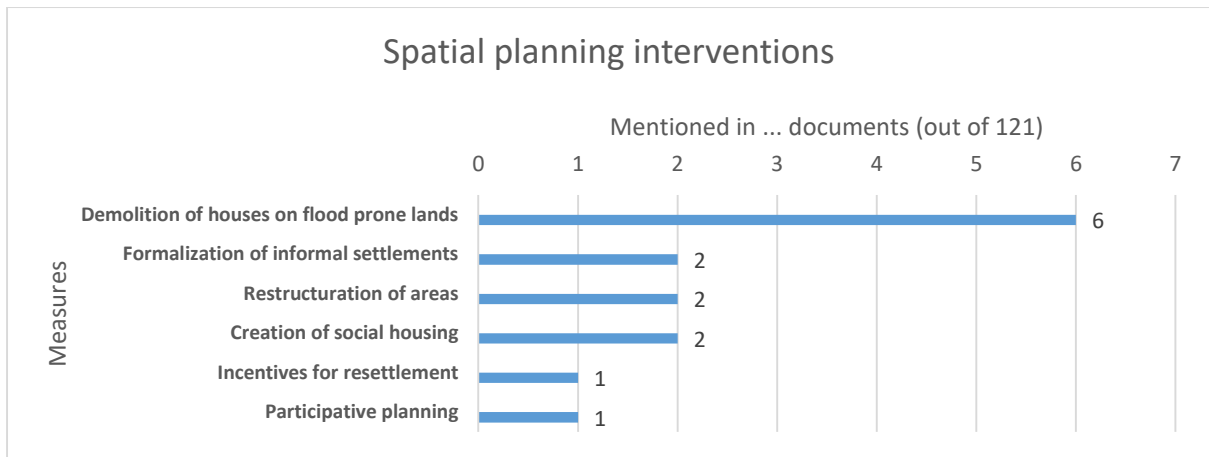 Spatial planning interventions
Mentioned in ... documents (out of 121)
0 1 2 3 4 5 6 7
Measures
Demolition of houses on flood prone lands 6
Formalization of informal settlements 2
Restructuration of areas 2
Creation of social housing 2
Incentives for resettlement 1
Participative planning 1